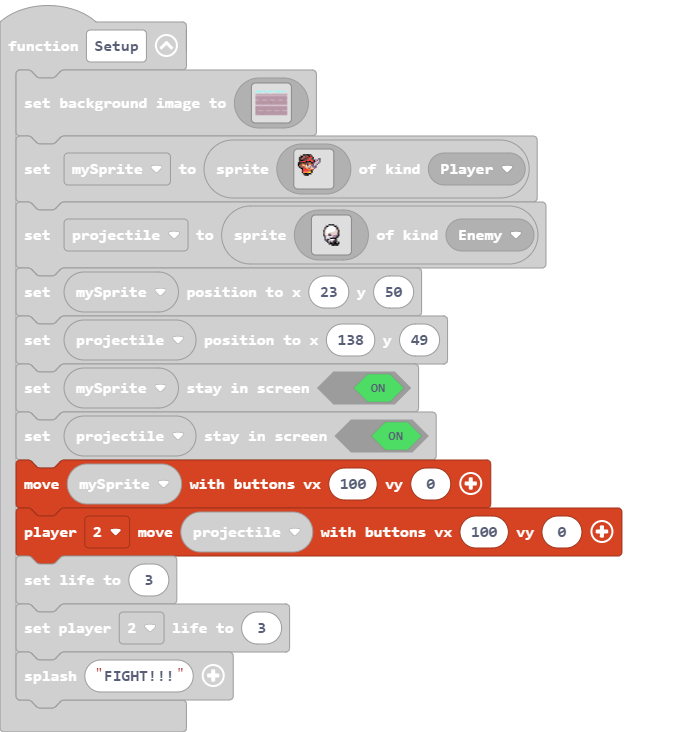 function Setup
set background image to
set mySprite to sprite of kind Player
set projectile to sprite of kind Enemy
set mySprite position to x 23 y 50
set projectile position to x 138 y 49
set mySprite stay in screen ON
set projectile stay in screen ON
move mySprite with buttons vx 100 vy 0
player 2 move projectile with buttons vx 100 vy 0
set life to 3
set player 2 life to 3
splash "FIGHT!!!"